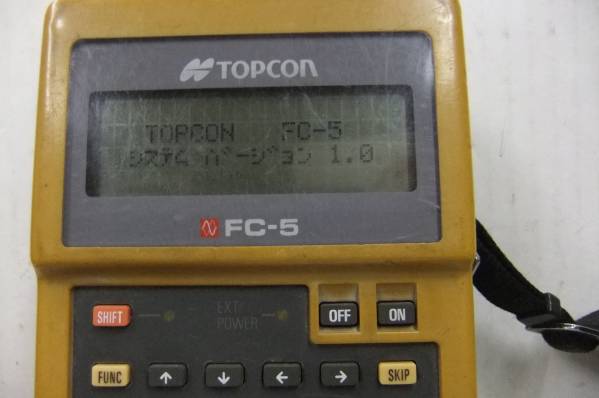 TOPCON
TOPCON FC-5
システム バージョン 1.0
FC-5
SHIFT
EXT
POWER
OFF
ON
FUNC
↑
↓
←
→
SKIP